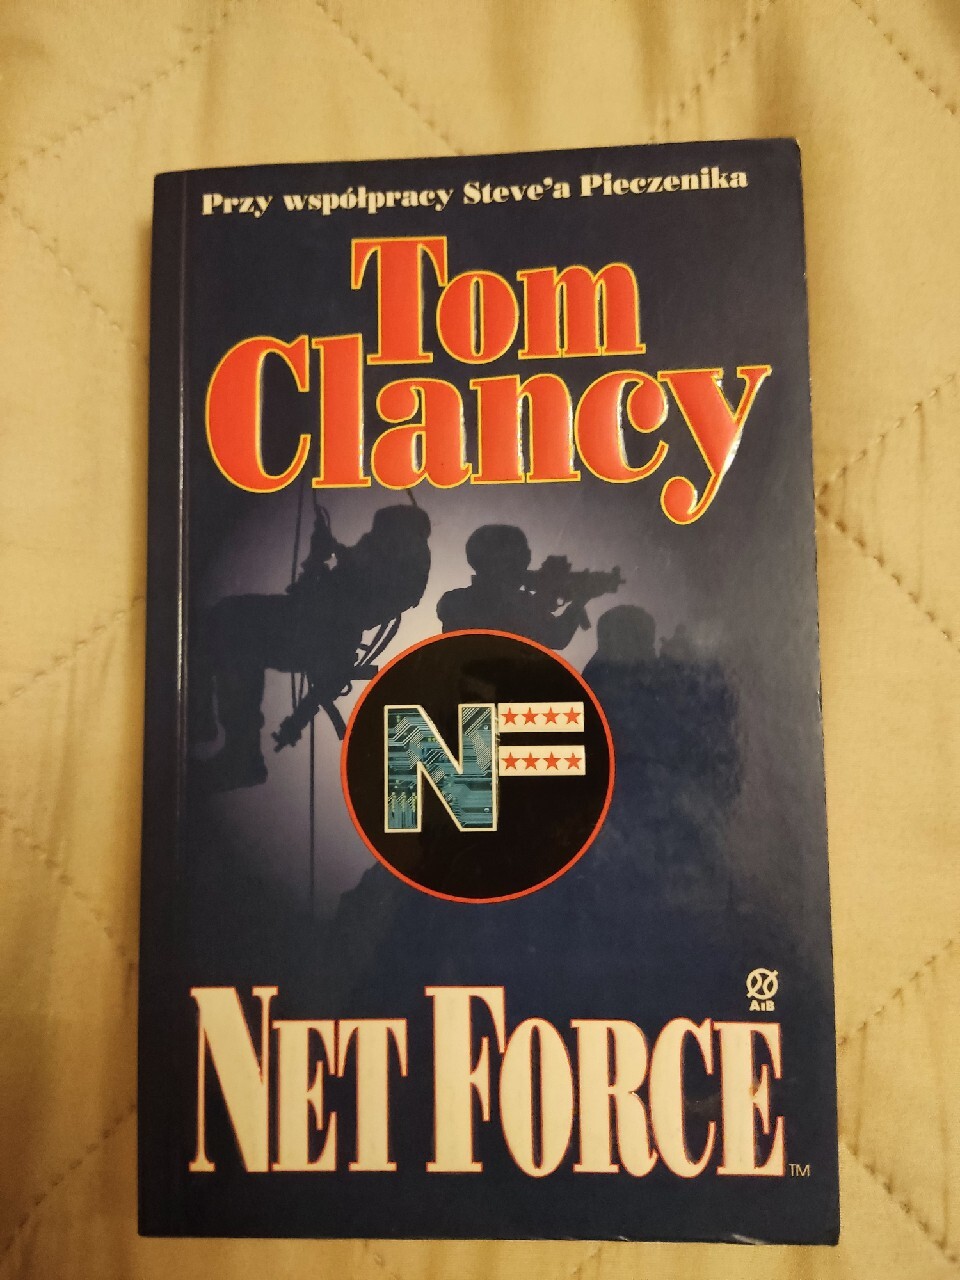 Przy współpracy Steve'a Pieczenika
Tom
Clancy
NF
AiB
NET FORCE
TM